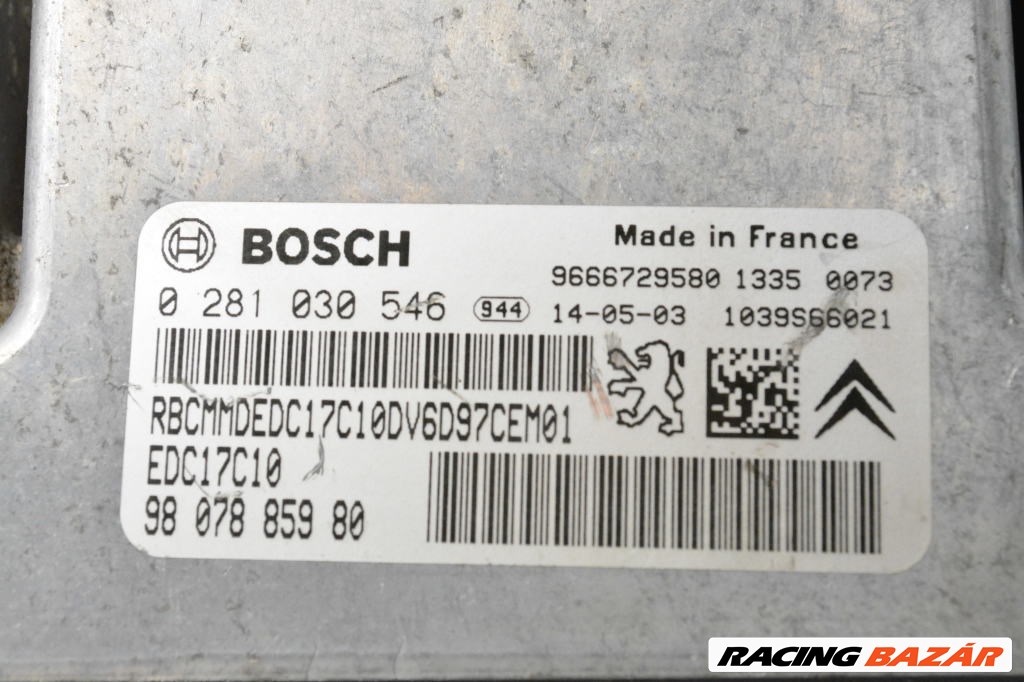 BOSCH
Made in France
9666729580 1335 0073
0 281 030 546 944 14-05-03 1039S66021
RBCMMDEDC17C10DV6D97CEM01
EDC17C10
98 078 859 80
RACING BAZÁR